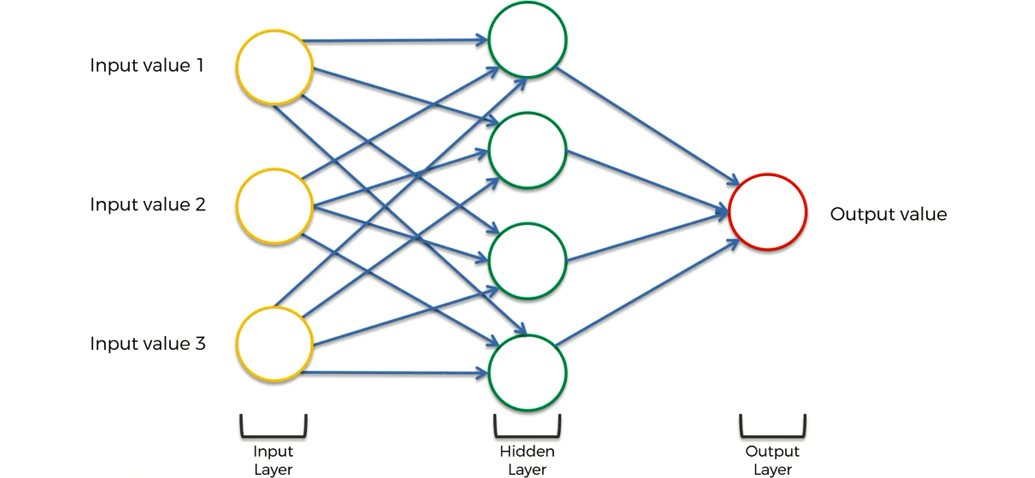 Input value 1
Input value 2
Input value 3
Output value
Input
Layer
Hidden
Layer
Output
Layer